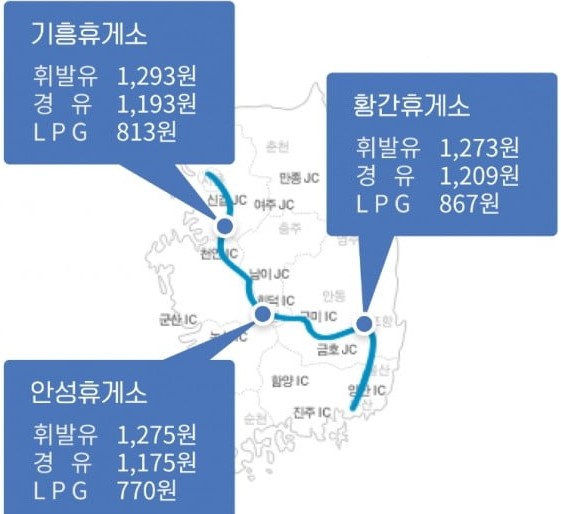 기흥휴게소
휘발유 1,293원
경 유 1,193원
LPG 813원
황간휴게소
휘발유 1,273원
경 유 1,209원
LPG 867원
춘천
만종 JC
신갈 JC
여주 JC
충주
천안 IC
남이 JC
회덕 IC
안동
구미 IC
포항
군산 IC
금호 JC
함양 IC
양산 IC
진주 IC
순천
안성휴게소
휘발유 1,275원
경 유 1,175원
LPG 770원